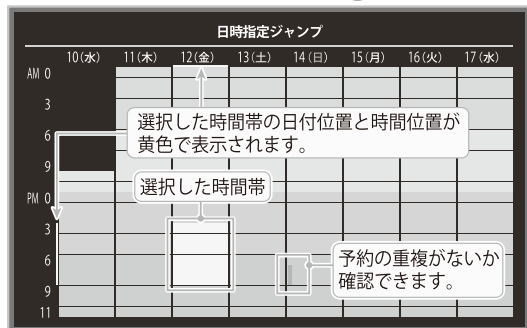 日時指定ジャンプ
10(水) 11(木) 12(金) 13(土) 14(日) 15(月) 16(火) 17(水)
AM 0
3
選択した時間帯の日付位置と時間位置が
6
黄色で表示されます。
9
選択した時間帯
PM 0
3
予約の重複がないか
6
確認できます。
9
11